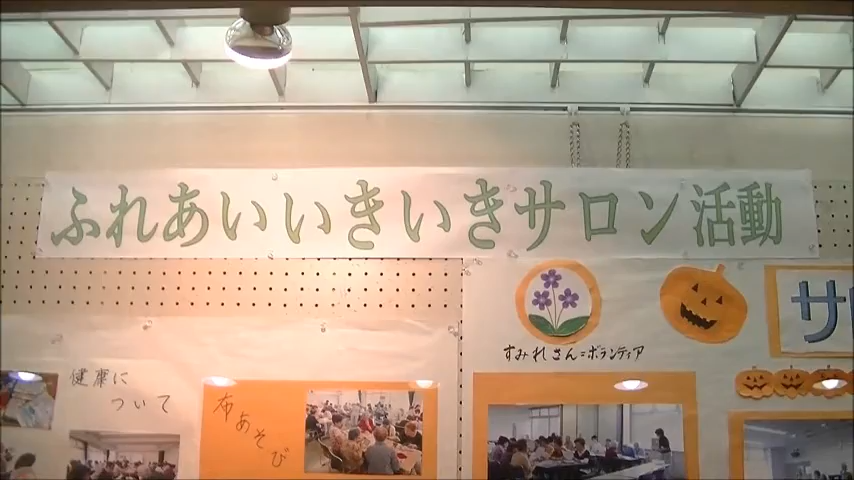 ふれあいいきいきサロン活動
すみれさん=ボランティア
サ
健康に
ついて
布あそび